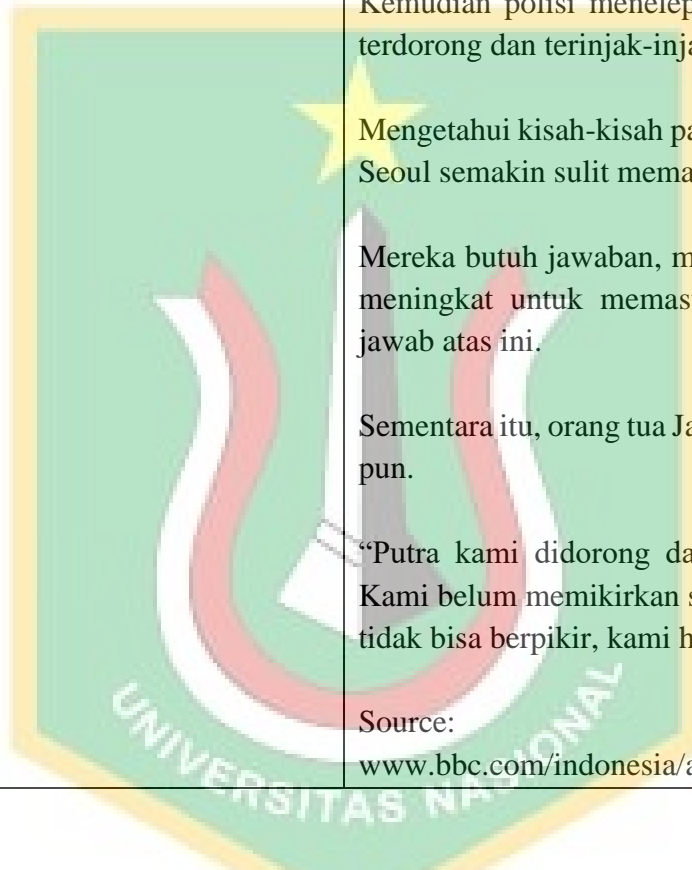 Kemudian polisi menelep
terdorong dan terinjak-inja
Mengetahui kisah-kisah pa
Seoul semakin sulit mema
Mereka butuh jawaban, m
meningkat untuk memas
jawab atas ini.
Sementara itu, orang tua Ja
pun.
“Putra kami didorong da
Kami belum memikirkan s
tidak bisa berpikir, kami h
Source:
www.bbc.com/indonesia/a
UNIVERSITAS NASIONAL